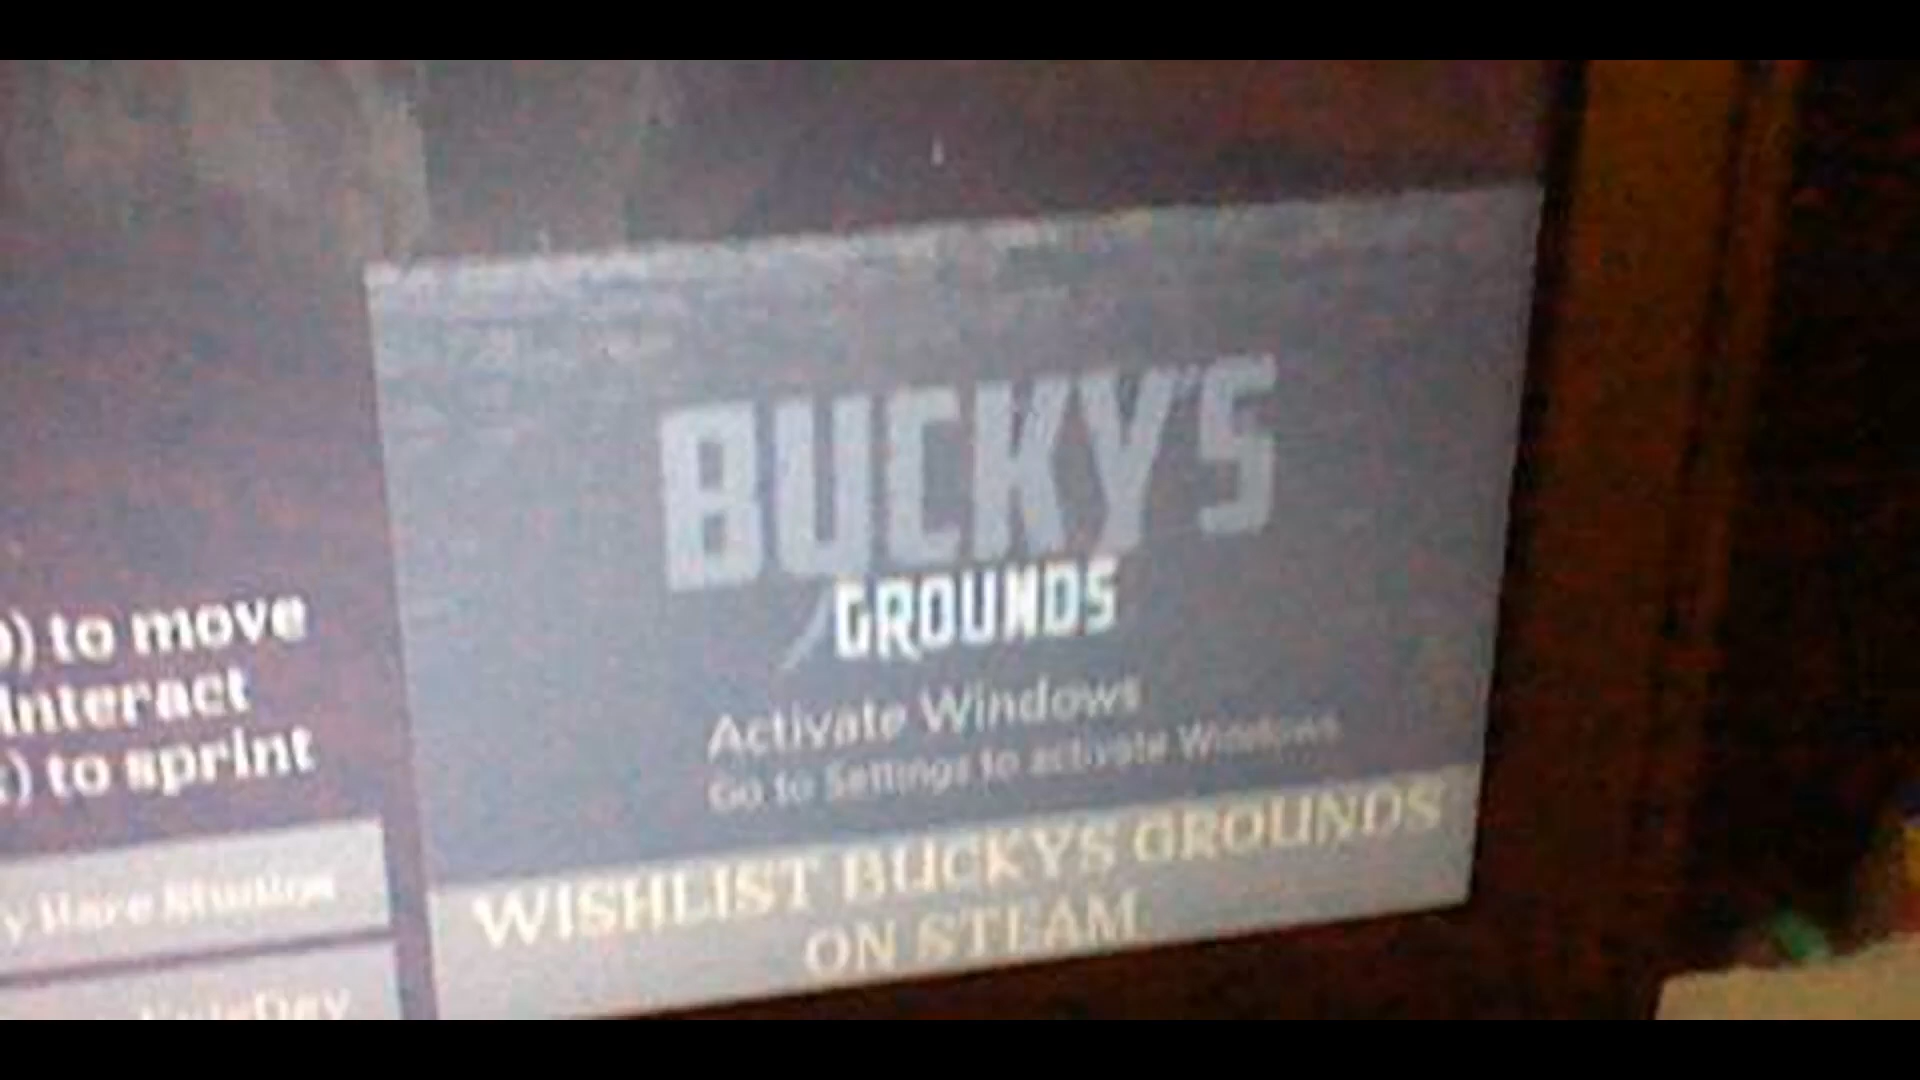 to move
Interact
to sprint
BUCKY'S
GROUNDS
Activate Windows
Go to Settings to activate Windows
WISHLIST BUCKYS GROUNDS
ON STEAM
Studios